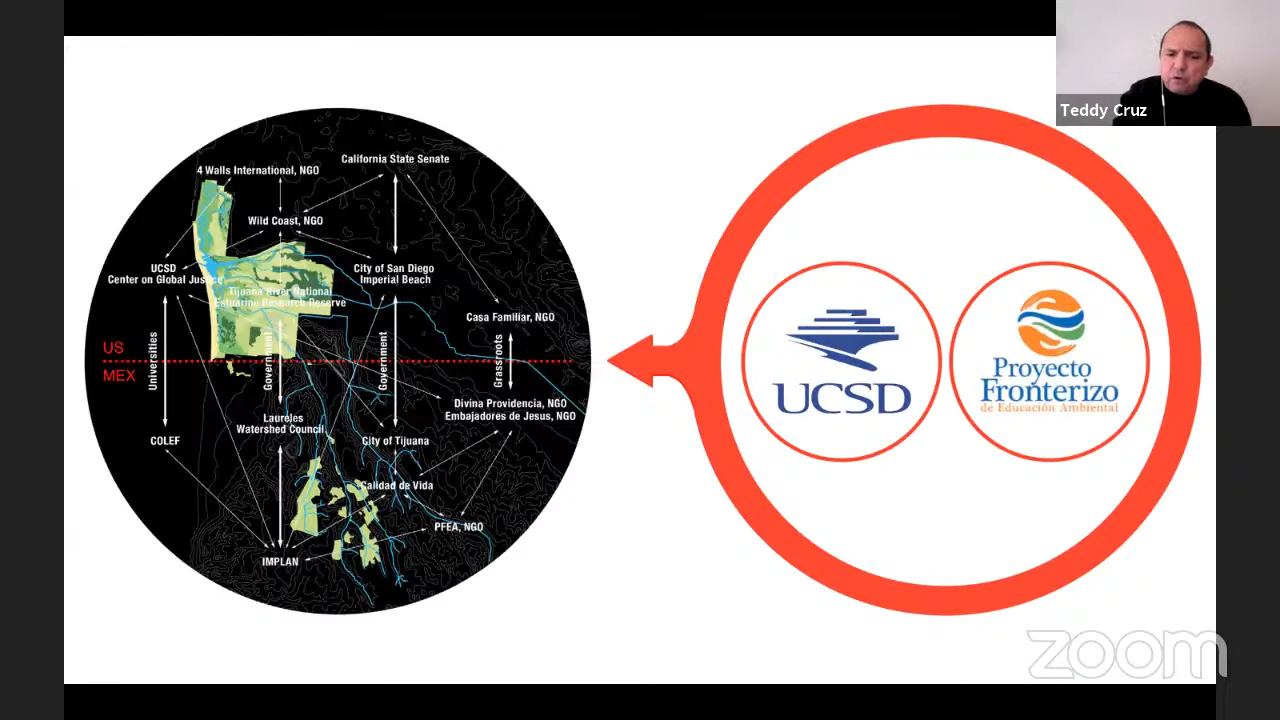 Teddy Cruz
California State Senate
4 Walls International, NGO
Wild Coast, NGO
UCSD
Center on Global Justice
City of San Diego
Imperial Beach
Tijuana River National
Estuarine Research Reserve
Casa Familiar, NGO
US
MEX
Universities
Government
Government
Grassroots
Divina Providencia, NGO
Embajadores de Jesus, NGO
Laureles
Watershed Council
COLEF
City of Tijuana
Calidad de Vida
PFEA, NGO
IMPLAN
UCSD
Proyecto
Fronterizo
de Educación Ambiental
zoom